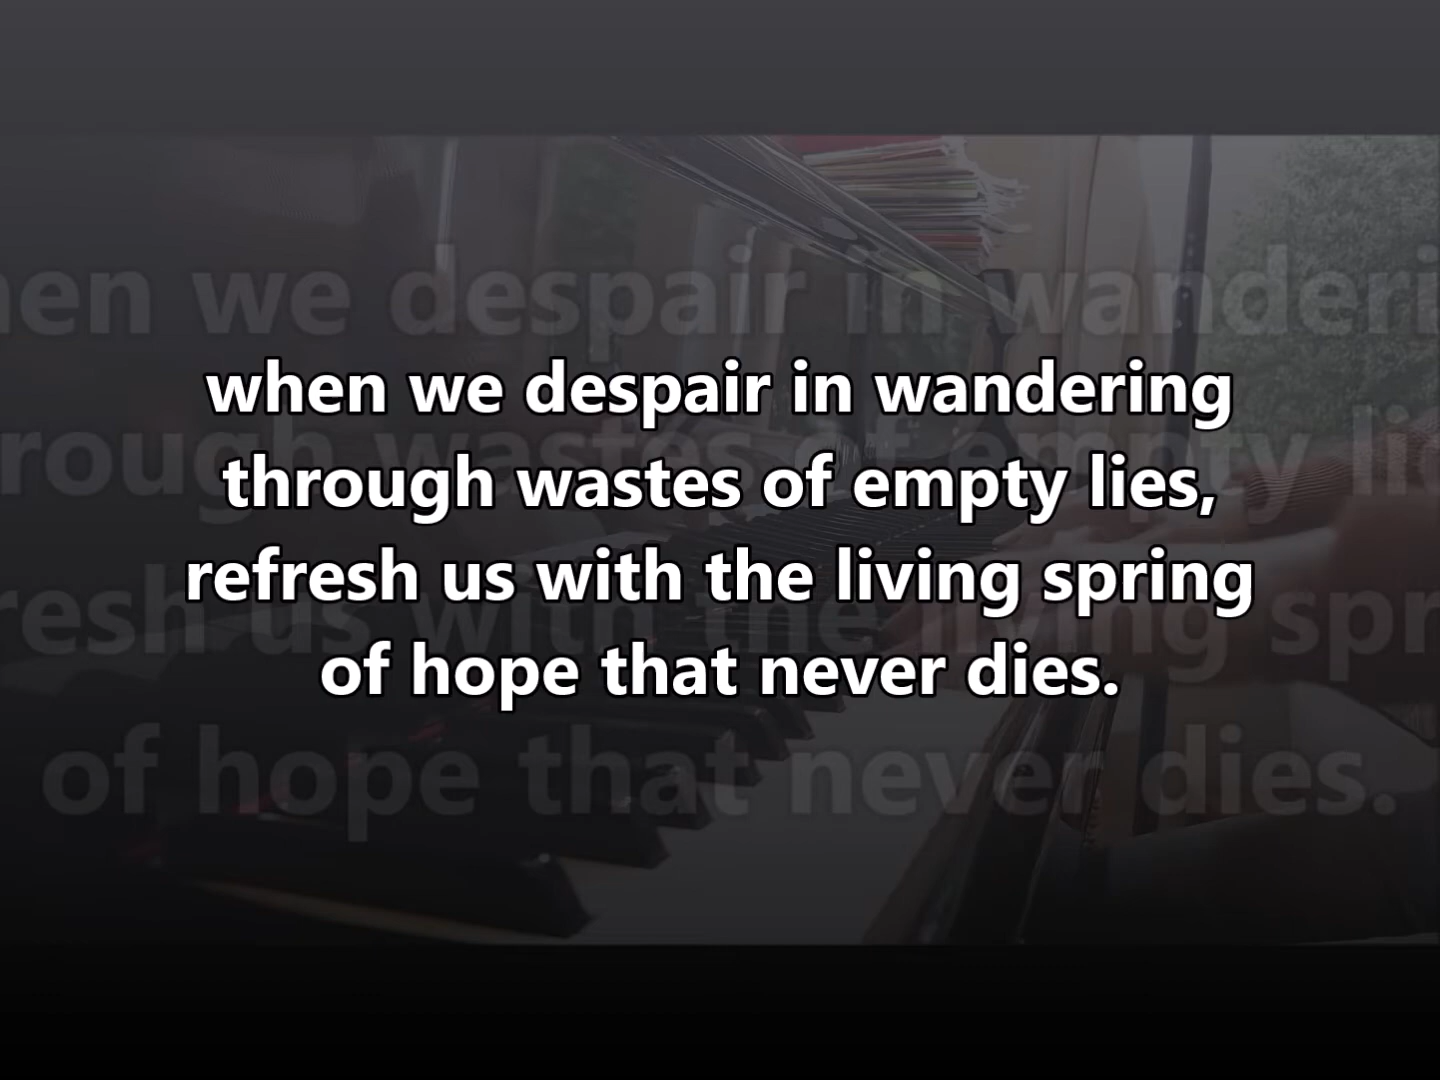 when we despair in wandering
through wastes of empty lies,
refresh us with the living spring
of hope that never dies.